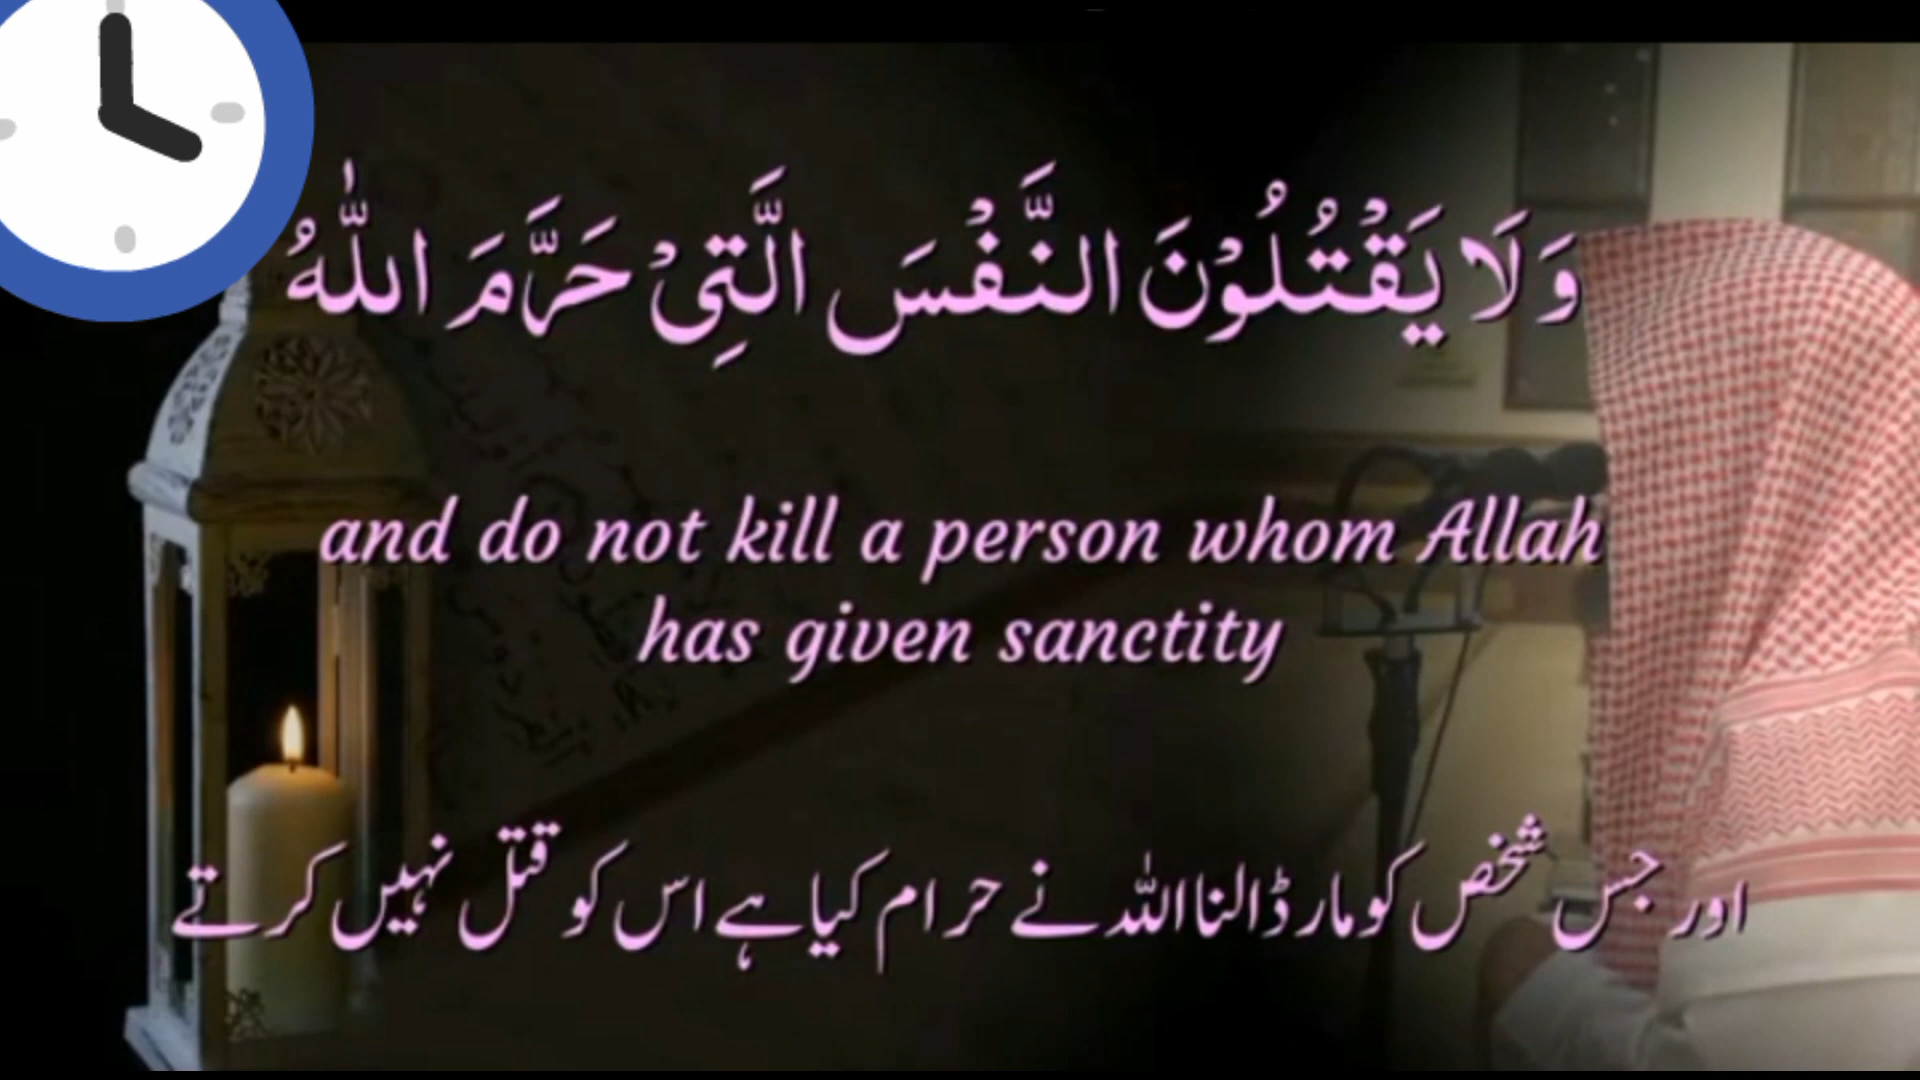 وَلَا يَقْتُلُوْنَ النَّفْسَ الَّتِيْ حَرَّمَ اللّٰهُ
and do not kill a person whom Allah
has given sanctity
اور جس شخص کو مار ڈالنا اللہ نے حرام کیا ہے اس کو قتل نہیں کرتے